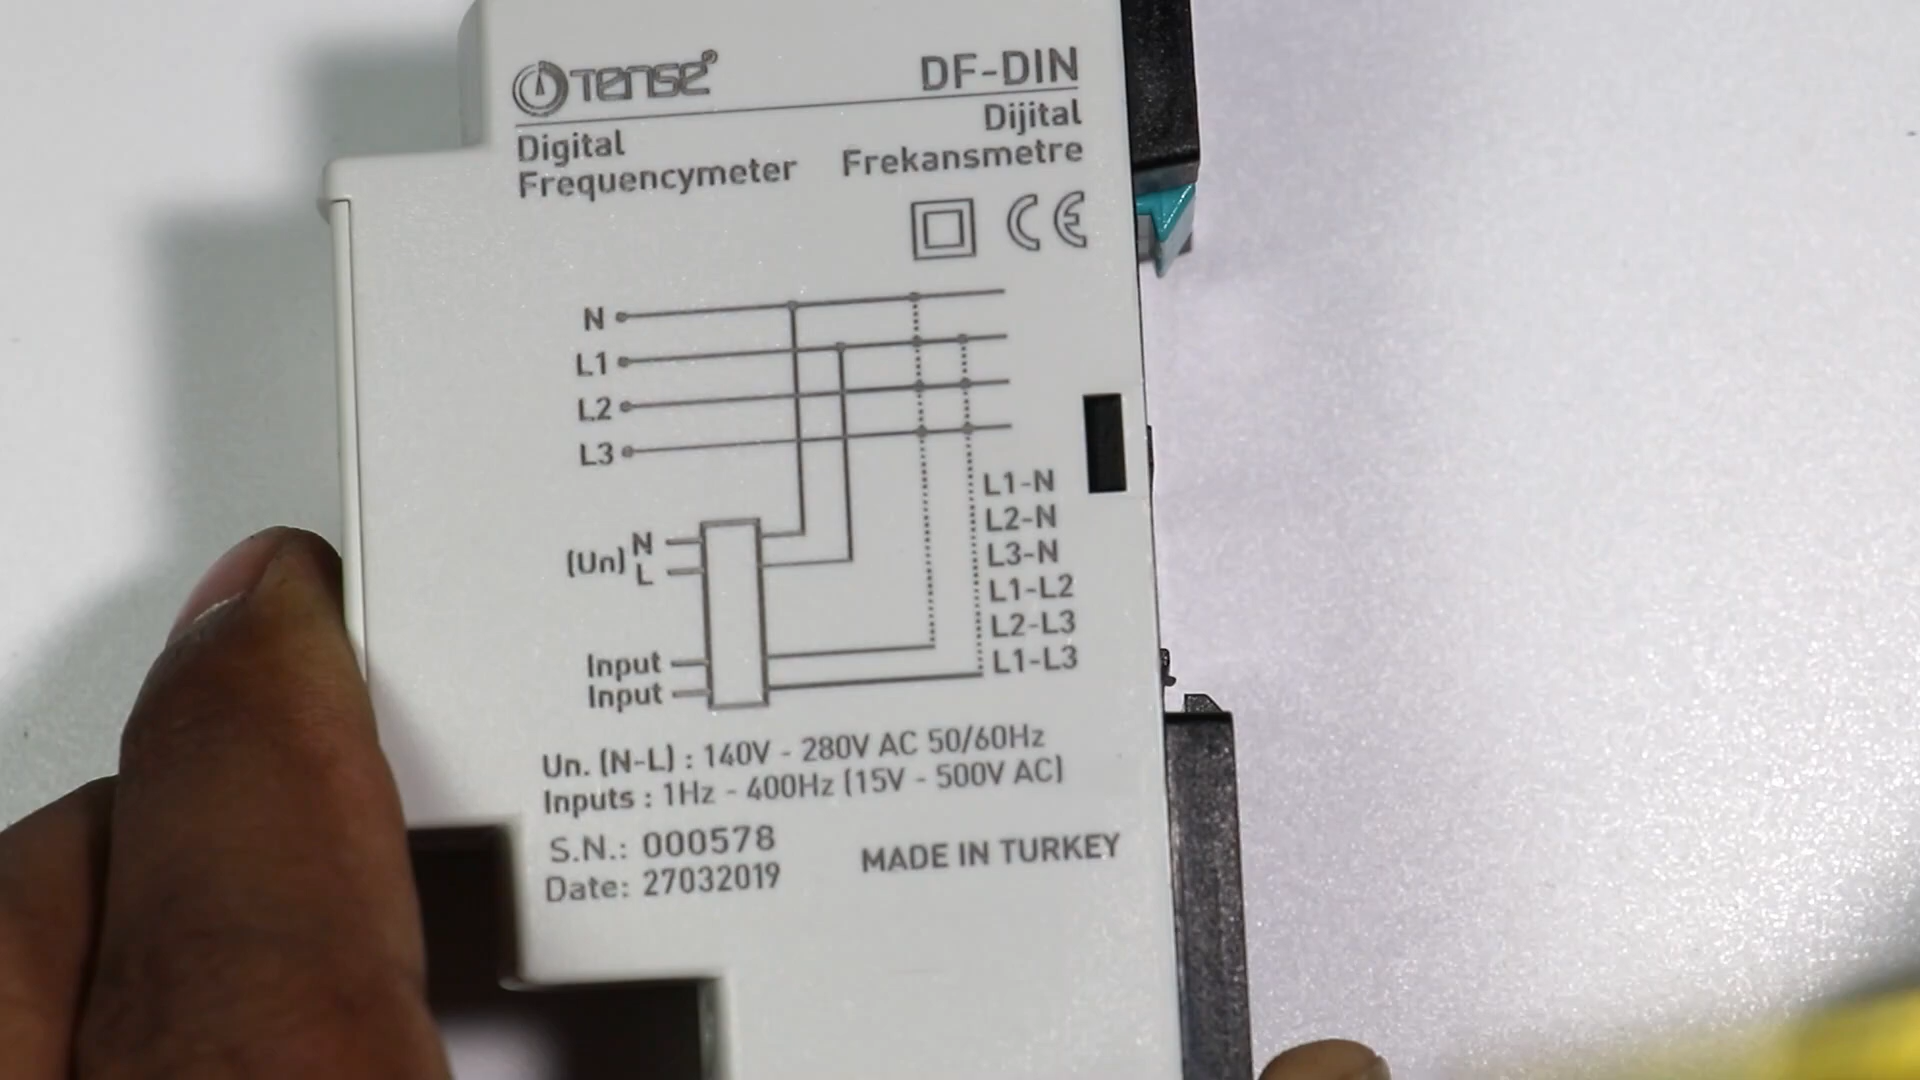 TENSE®
DF-DIN
Digital
Frequencymeter
Dijital
Frekansmetre
CE
N
L1
L2
L3
L1-N
L2-N
L3-N
L1-L2
L2-L3
L1-L3
(Un) N
L
Input
Input
Un. (N-L) : 140V - 280V AC 50/60Hz
Inputs : 1Hz - 400Hz (15V - 500V AC)
S.N.: 000578
Date: 27032019
MADE IN TURKEY